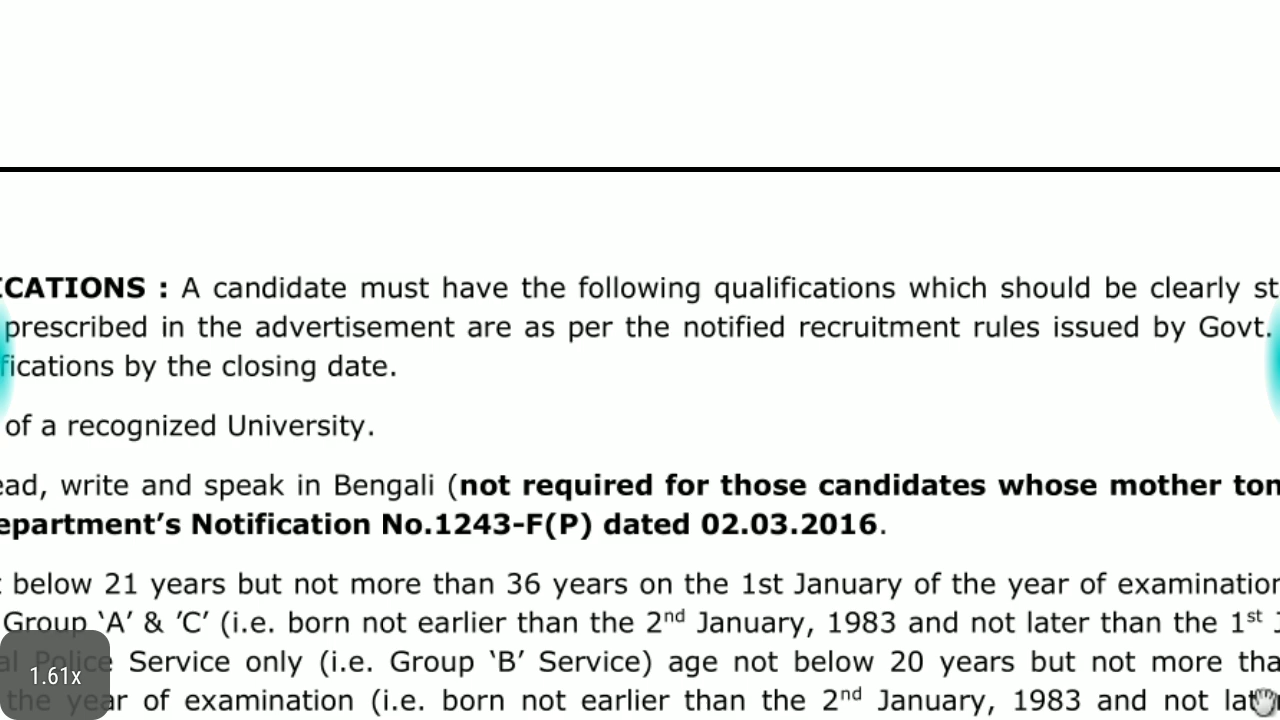 ICATIONS : A candidate must have the following qualifications which should be clearly st
prescribed in the advertisement are as per the notified recruitment rules issued by Govt.
fications by the closing date.
of a recognized University.
ead, write and speak in Bengali (not required for those candidates whose mother ton
epartment’s Notification No.1243-F(P) dated 02.03.2016.
below 21 years but not more than 36 years on the 1st January of the year of examination
Group ‘A’ & ‘C’ (i.e. born not earlier than the 2nd January, 1983 and not later than the 1st J
al Police Service only (i.e. Group ‘B’ Service) age not below 20 years but not more tha
the year of examination (i.e. born not earlier than the 2nd January, 1983 and not
1.61x